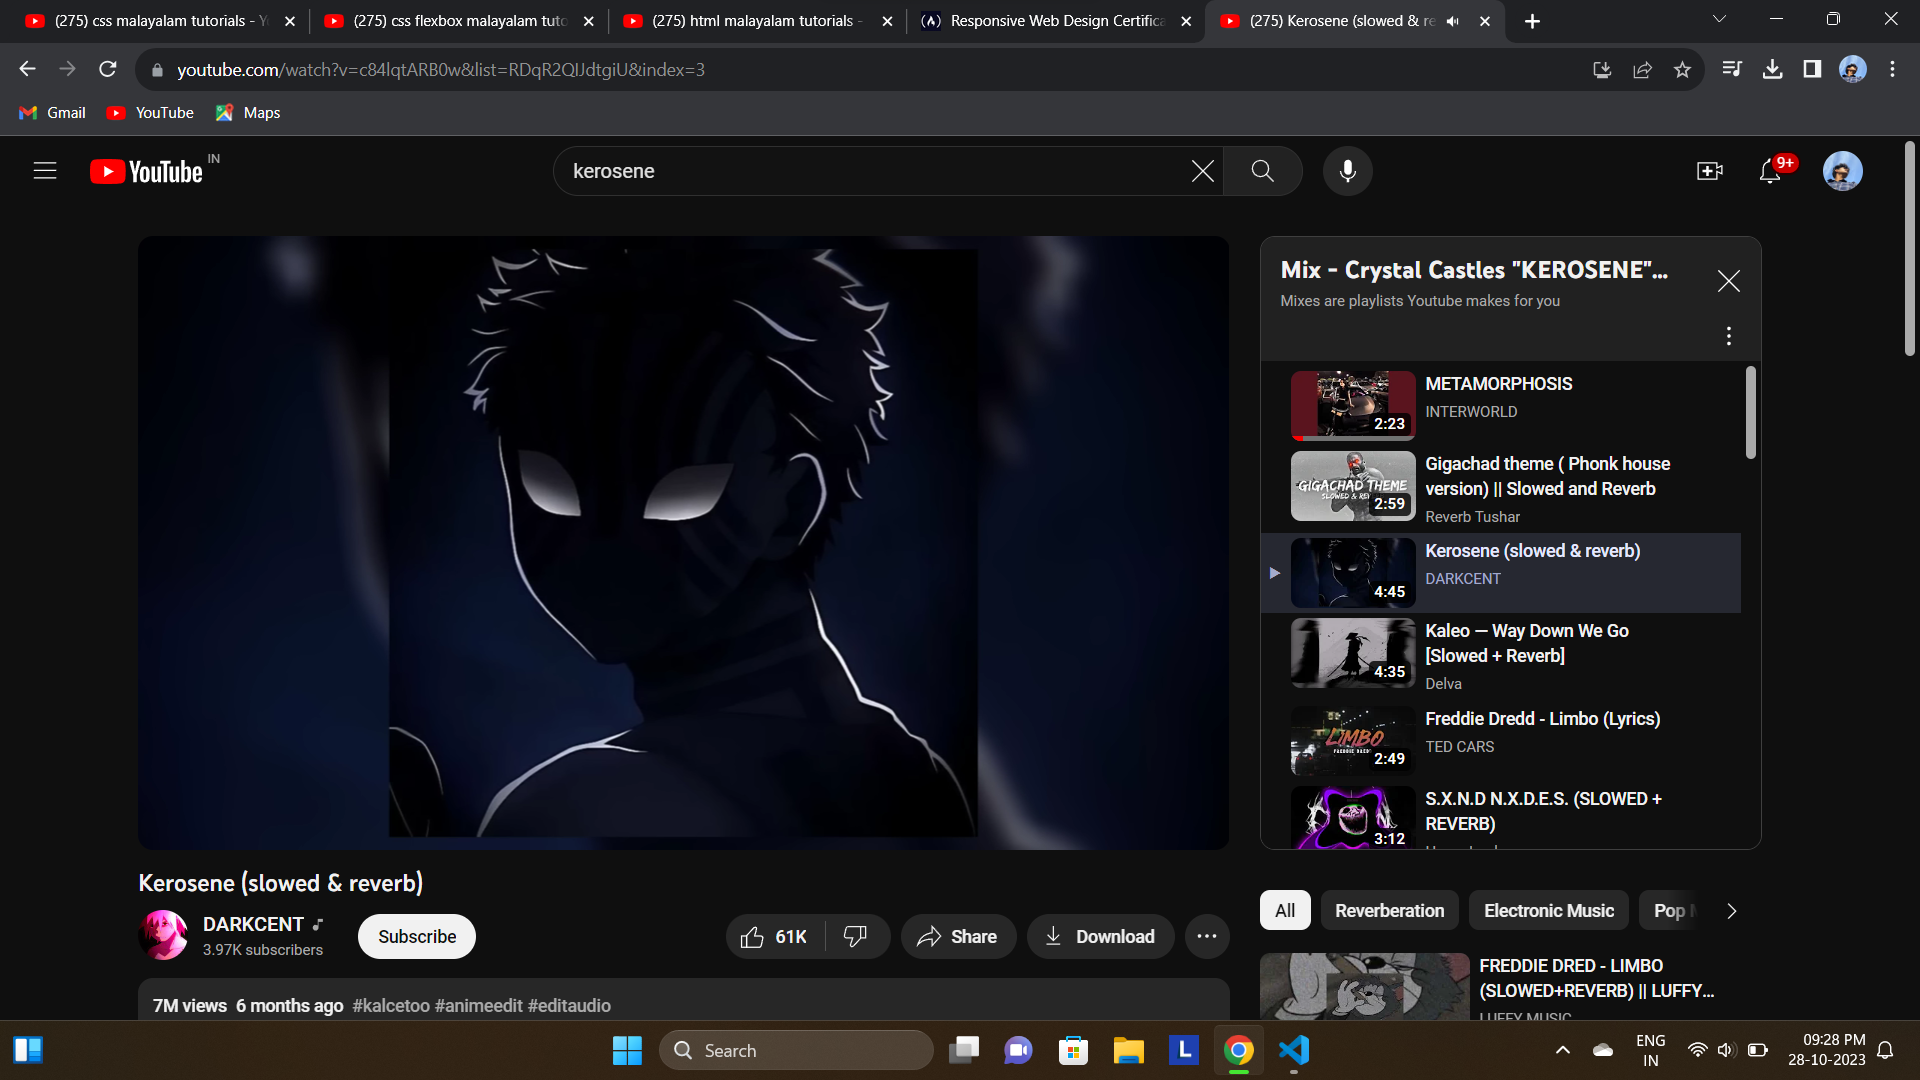 (275) css malayalam tutorials - Y
(275) css flexbox malayalam tuto
(275) html malayalam tutorials -
Responsive Web Design Certifica
(275) Kerosene (slowed & re
youtube.com/watch?v=c84lqtARB0w&list=RDqR2QIJdtgiU&index=3
Gmail
YouTube
Maps
YouTube IN
kerosene
9+
Mix - Crystal Castles "KEROSENE"...
Mixes are playlists Youtube makes for you
METAMORPHOSIS
INTERWORLD
2:23
Gigachad theme ( Phonk house
version) || Slowed and Reverb
Reverb Tushar
GIGACHAD THEME
2:59
Kerosene (slowed & reverb)
DARKCENT
4:45
Kaleo — Way Down We Go
[Slowed + Reverb]
Delva
4:35
Freddie Dredd - Limbo (Lyrics)
TED CARS
LIMBO
2:49
S.X.N.D N.X.D.E.S. (SLOWED +
REVERB)
3:12
Kerosene (slowed & reverb)
DARKCENT
3.97K subscribers
Subscribe
61K
Share
Download
7M views 6 months ago #kalcetoo #animeedit #editaudio
All
Reverberation
Electronic Music
Pop
FREDDIE DRED - LIMBO
(SLOWED+REVERB) || LUFFY...
LUFFY MUSIC
Search
L
ENG
IN
09:28 PM
28-10-2023